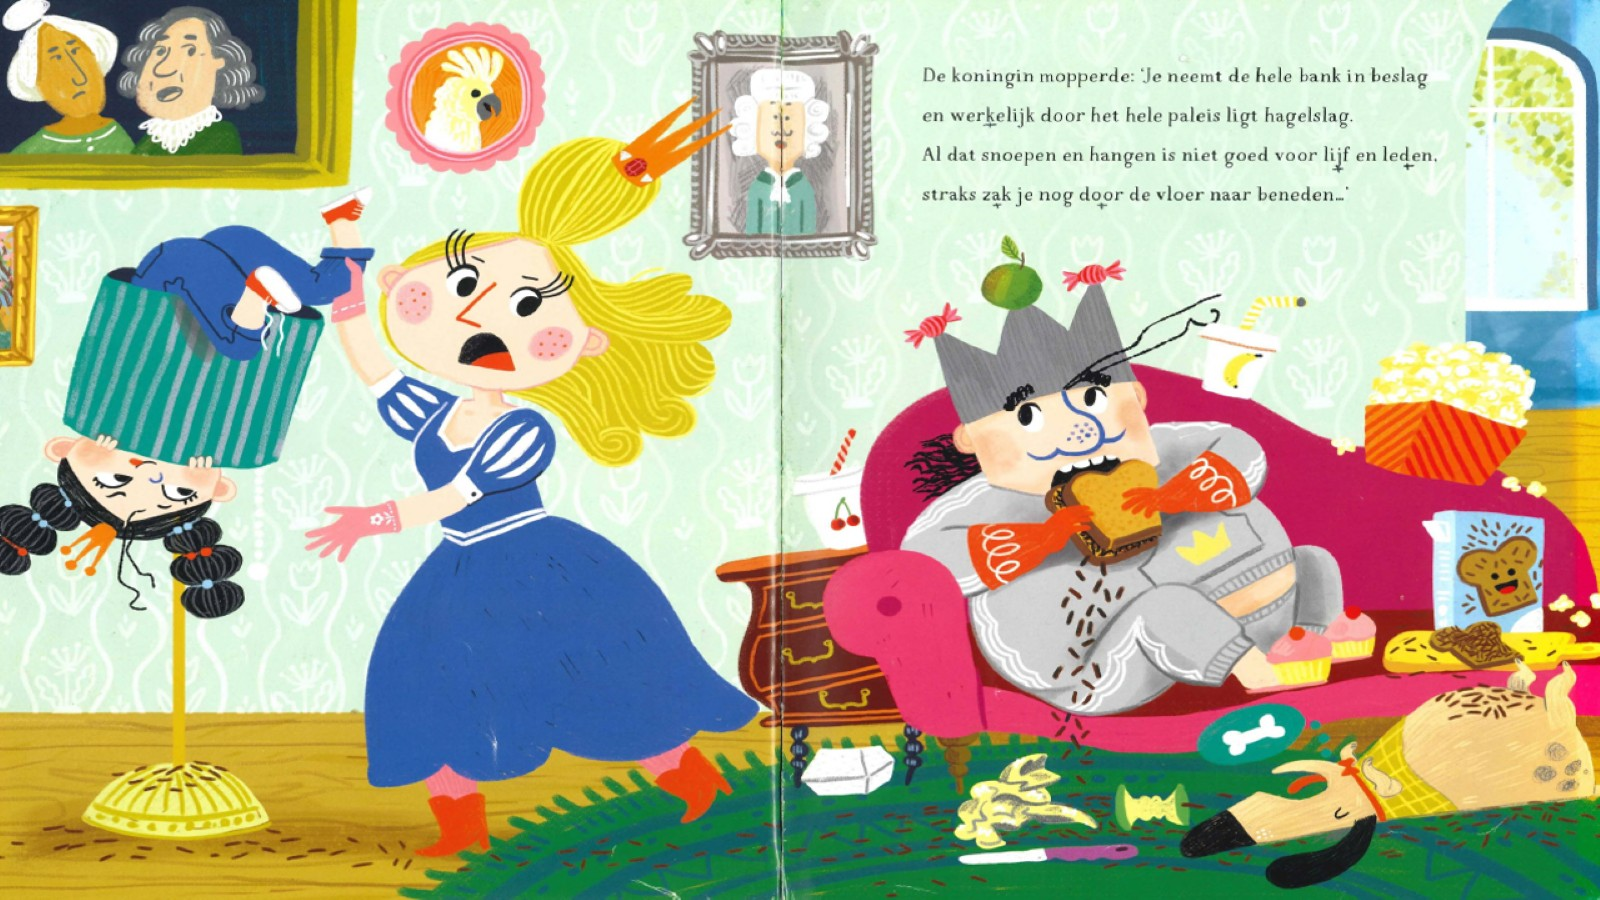 De koningin mopperde: 'Je neemt de hele bank in beslag
en werkelijk door het hele paleis ligt hagelslag.
Al dat snoepen en hangen is niet goed voor lijf en leden,
straks zak je nog door de vloer naar beneden…'